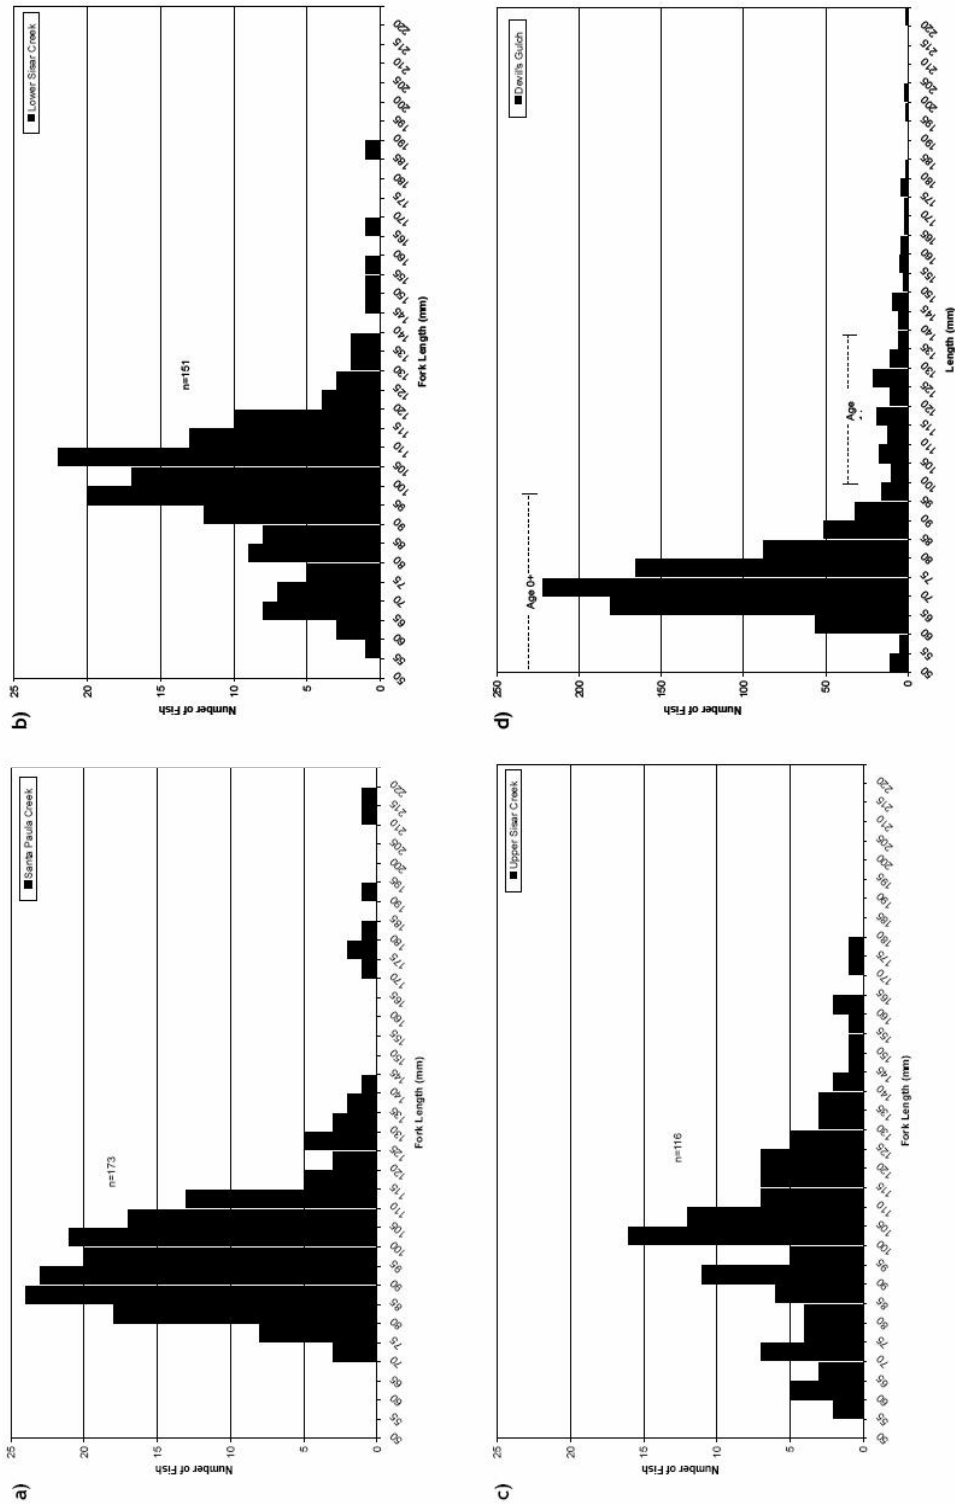 a)
Santa Paula Creek
n=173
Number of Fish
25
20
15
10
5
0
50 55 60 65 70 75 80 85 90 95 100 105 110 115 120 125 130 135 140 145 150 155 160 165 170 175 180 185 190 195 200 205 210 215 220
Fork Length (mm)
b)
Lower Sisar Creek
n=151
Number of Fish
25
20
15
10
5
0
50 55 60 65 70 75 80 85 90 95 100 105 110 115 120 125 130 135 140 145 150 155 160 165 170 175 180 185 190 195 200 205 210 215 220
Fork Length (mm)
c)
Upper Sisar Creek
n=116
Number of Fish
25
20
15
10
5
0
50 55 60 65 70 75 80 85 90 95 100 105 110 115 120 125 130 135 140 145 150 155 160 165 170 175 180 185 190 195 200 205 210 215 220
Fork Length (mm)
d)
Devil's Gulch
Age 0+
Age
Number of Fish
250
200
150
100
50
0
50 55 60 65 70 75 80 85 90 95 100 105 110 115 120 125 130 135 140 145 150 155 160 165 170 175 180 185 190 195 200 205 210 215 220
Length (mm)